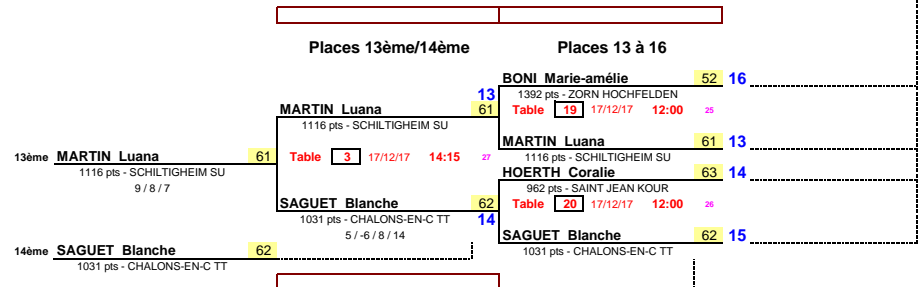 Places 13ème/14ème
Places 13 à 16
BONI Marie-amélie 52 16
1392 pts - ZORN HOCHFELDEN
13
MARTIN Luana 61
Table 19 17/12/17 12:00 25
1116 pts - SCHILTIGHEIM SU
MARTIN Luana 61 13
13ème MARTIN Luana 61
Table 3 17/12/17 14:15 27
1116 pts - SCHILTIGHEIM SU
1116 pts - SCHILTIGHEIM SU
HOERTH Coralie 63 14
9 / 8 / 7
962 pts - SAINT JEAN KOUR
SAGUET Blanche 62
Table 20 17/12/17 12:00 26
1031 pts - CHALONS-EN-C TT 14
5 / -6 / 8 / 14
SAGUET Blanche 62 15
14ème SAGUET Blanche 62
1031 pts - CHALONS-EN-C TT
1031 pts - CHALONS-EN-C TT